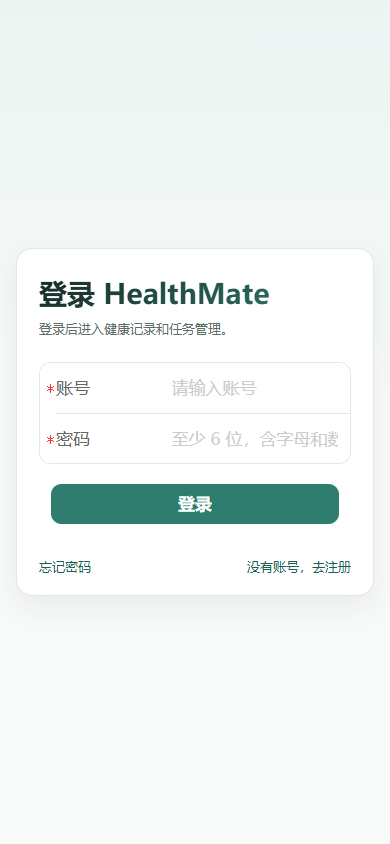 登录 HealthMate
登录后进入健康记录和任务管理。
*账号 请输入账号
*密码 至少 6 位，含字母和数
登录
忘记密码 没有账号，去注册